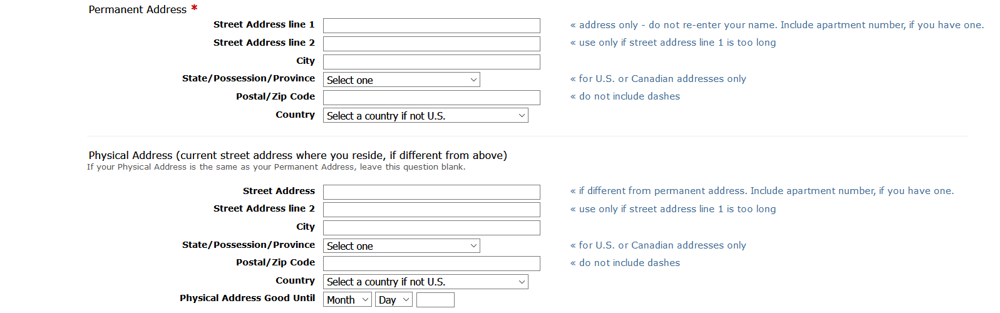 Permanent Address *
Street Address line 1 « address only - do not re-enter your name. Include apartment number, if you have one.
Street Address line 2 « use only if street address line 1 is too long
City
State/Possession/Province Select one « for U.S. or Canadian addresses only
Postal/Zip Code « do not include dashes
Country Select a country if not U.S.
Physical Address (current street address where you reside, if different from above)
If your Physical Address is the same as your Permanent Address, leave this question blank.
Street Address « if different from permanent address. Include apartment number, if you have one.
Street Address line 2 « use only if street address line 1 is too long
City
State/Possession/Province Select one « for U.S. or Canadian addresses only
Postal/Zip Code « do not include dashes
Country Select a country if not U.S.
Physical Address Good Until Month Day